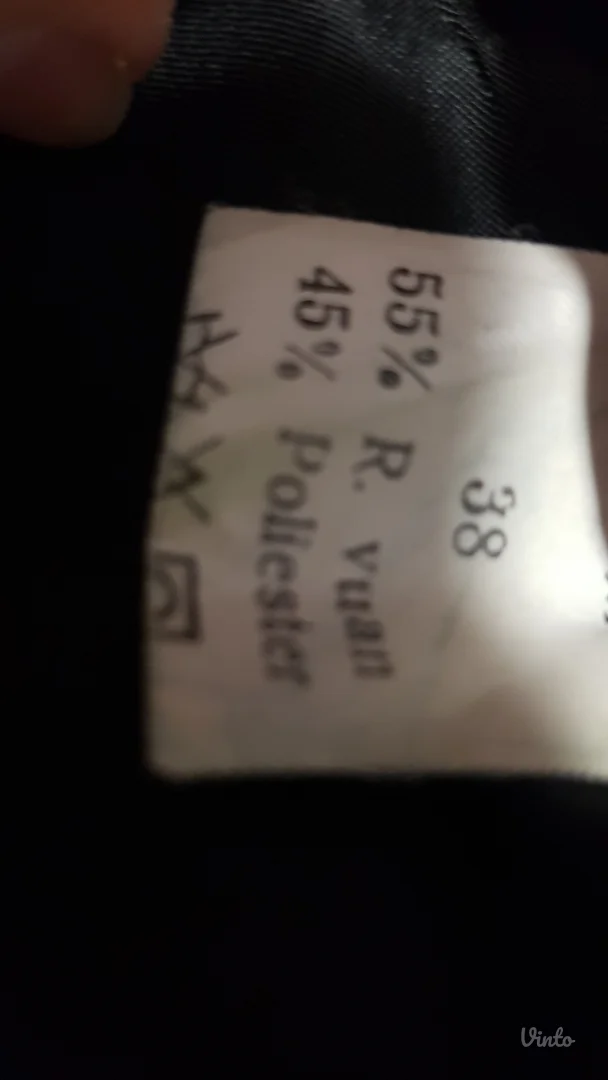 38
55% R. vuan
45% Poliester
Vinto